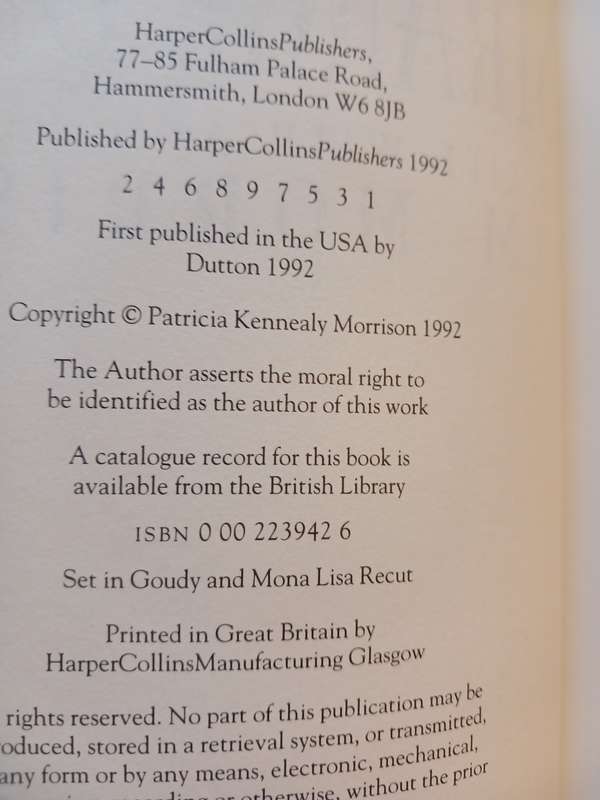 HarperCollinsPublishers,
77–85 Fulham Palace Road,
Hammersmith, London W6 8JB
Published by HarperCollinsPublishers 1992
2 4 6 8 9 7 5 3 1
First published in the USA by
Dutton 1992
Copyright © Patricia Kennealy Morrison 1992
The Author asserts the moral right to
be identified as the author of this work
A catalogue record for this book is
available from the British Library
ISBN 0 00 223942 6
Set in Goudy and Mona Lisa Recut
Printed in Great Britain by
HarperCollinsManufacturing Glasgow
rights reserved. No part of this publication may be
stored in a retrieval system, or transmitted,
any form or by any means, electronic, mechanical,
or otherwise, without the prior